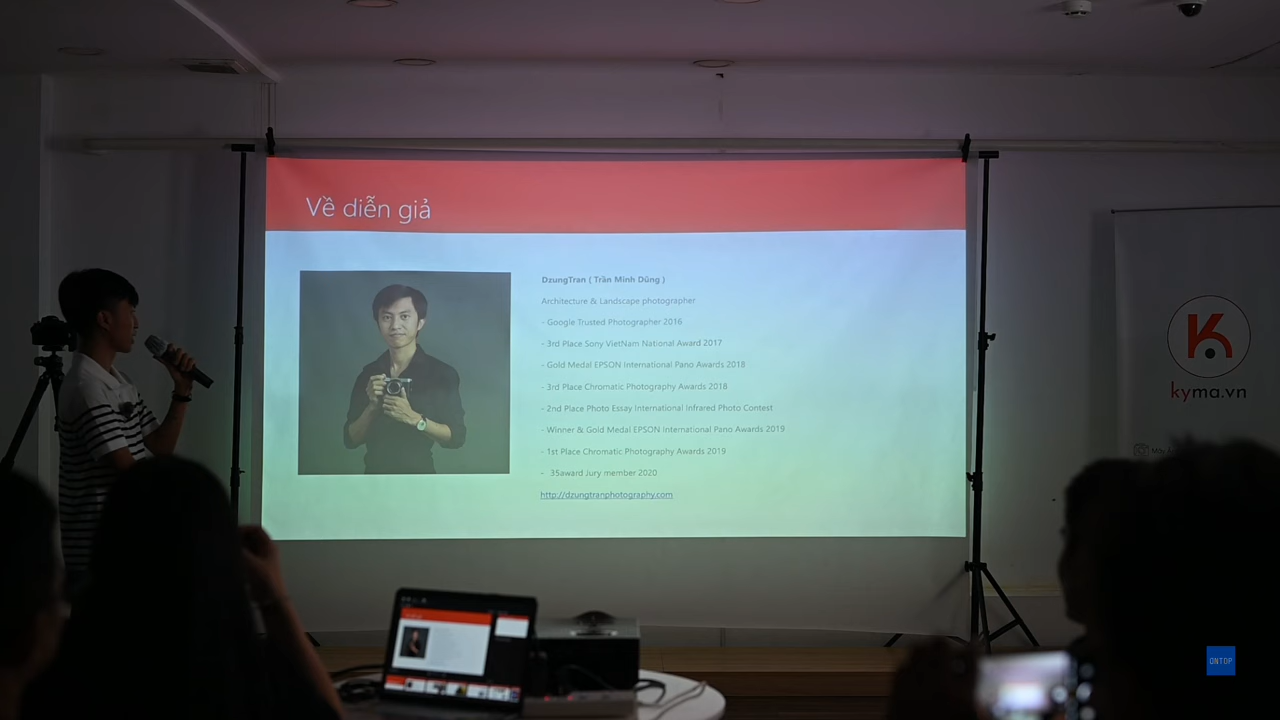 Về diễn giả
DzungTran ( Trần Minh Dũng )
Architecture & Landscape photographer
- Google Trusted Photographer 2016
- 3rd Place Sony VietNam National Award 2017
- Gold Medal EPSON International Pano Awards 2018
- 3rd Place Chromatic Photography Awards 2018
- 2nd Place Photo Essay International Infrared Photo Contest
- Winner & Gold Medal EPSON International Pano Awards 2019
- 1st Place Chromatic Photography Awards 2019
- 35award Jury member 2020
http://dzungtranphotography.com
kyma.vn
ONTOP